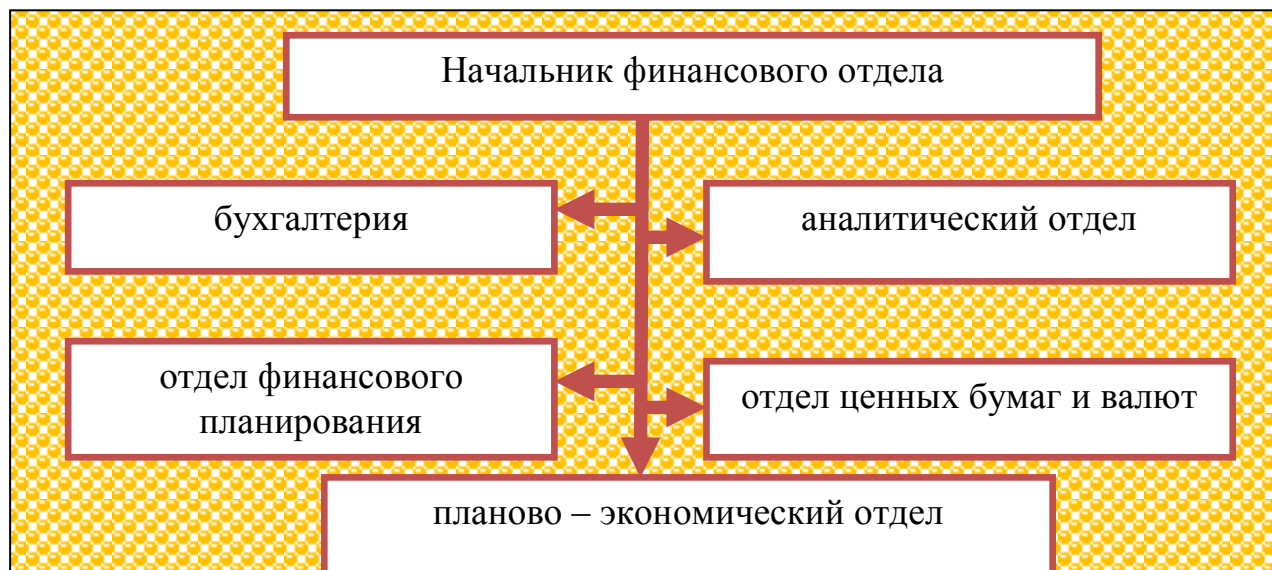 Начальник финансового отдела
бухгалтерия
аналитический отдел
отдел финансового
планирования
отдел ценных бумаг и валют
планово – экономический отдел